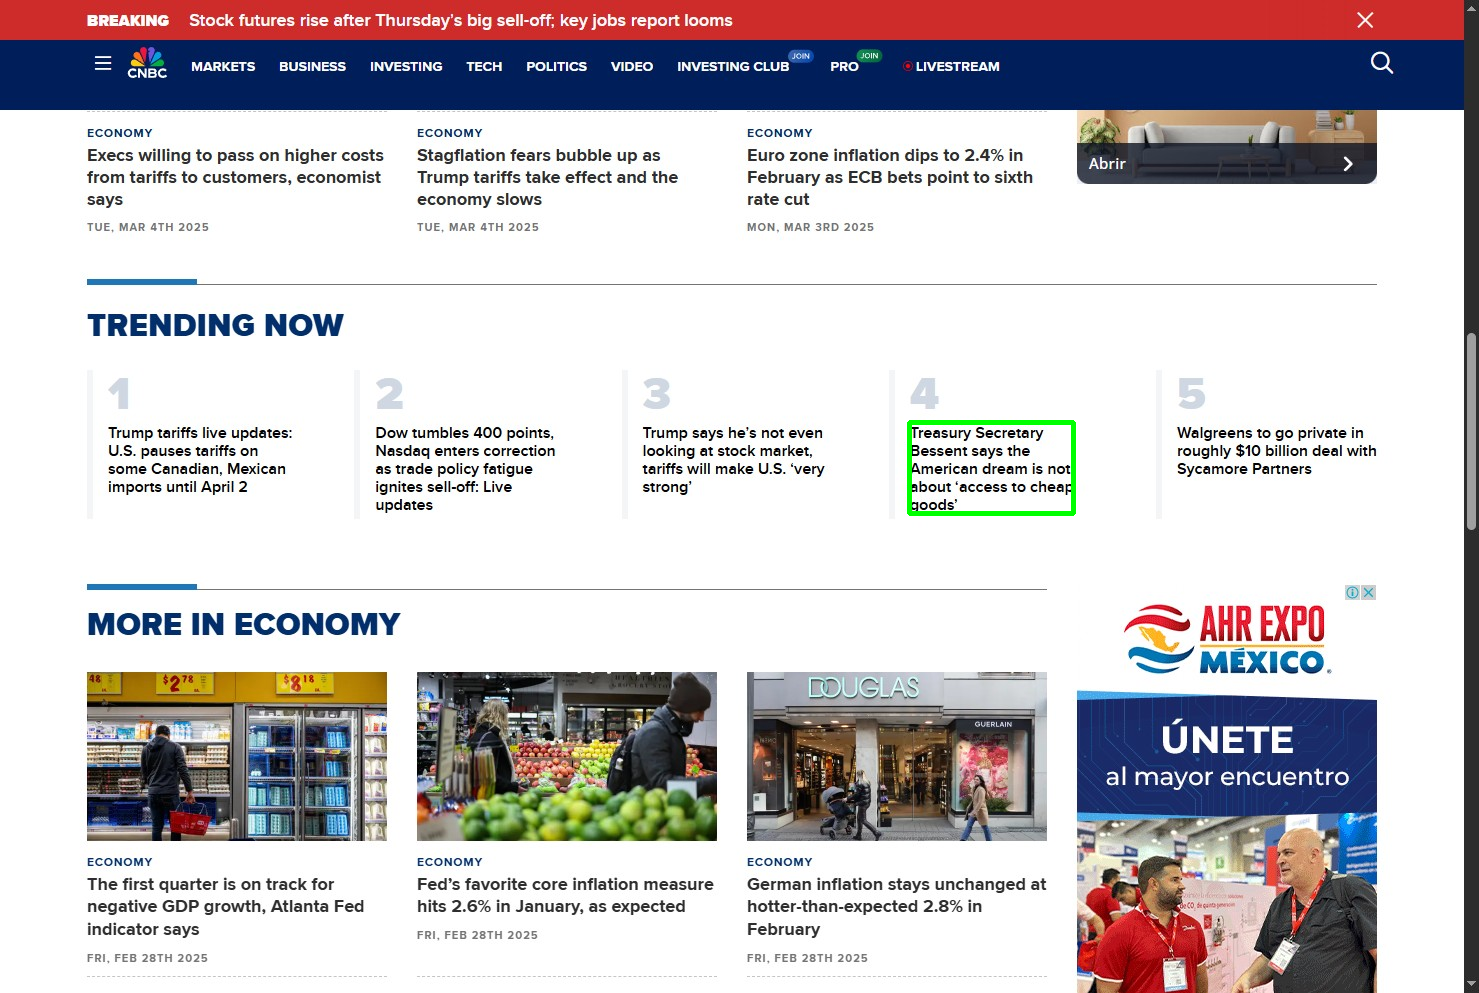 BREAKING Stock futures rise after Thursday's big sell-off; key jobs report looms
CNBC
MARKETS BUSINESS INVESTING TECH POLITICS VIDEO INVESTING CLUB JOIN PRO JOIN LIVESTREAM
ECONOMY
Execs willing to pass on higher costs
from tariffs to customers, economist
says
TUE, MAR 4TH 2025
ECONOMY
Stagflation fears bubble up as
Trump tariffs take effect and the
economy slows
TUE, MAR 4TH 2025
ECONOMY
Euro zone inflation dips to 2.4% in
February as ECB bets point to sixth
rate cut
MON, MAR 3RD 2025
Abrir
TRENDING NOW
1
Trump tariffs live updates:
U.S. pauses tariffs on
some Canadian, Mexican
imports until April 2
2
Dow tumbles 400 points,
Nasdaq enters correction
as trade policy fatigue
ignites sell-off: Live
updates
3
Trump says he's not even
looking at stock market,
tariffs will make U.S. ‘very
strong’
4
Treasury Secretary
Bessent says the
American dream is not
about ‘access to cheap
goods’
5
Walgreens to go private in
roughly $10 billion deal with
Sycamore Partners
MORE IN ECONOMY
48 $2.78 $8.18
ECONOMY
The first quarter is on track for
negative GDP growth, Atlanta Fed
indicator says
FRI, FEB 28TH 2025
ECONOMY
Fed's favorite core inflation measure
hits 2.6% in January, as expected
FRI, FEB 28TH 2025
DOUGLAS
GUERLAIN
ECONOMY
German inflation stays unchanged at
hotter-than-expected 2.8% in
February
FRI, FEB 28TH 2025
AHR EXPO
MÉXICO®
ÚNETE
al mayor encuentro